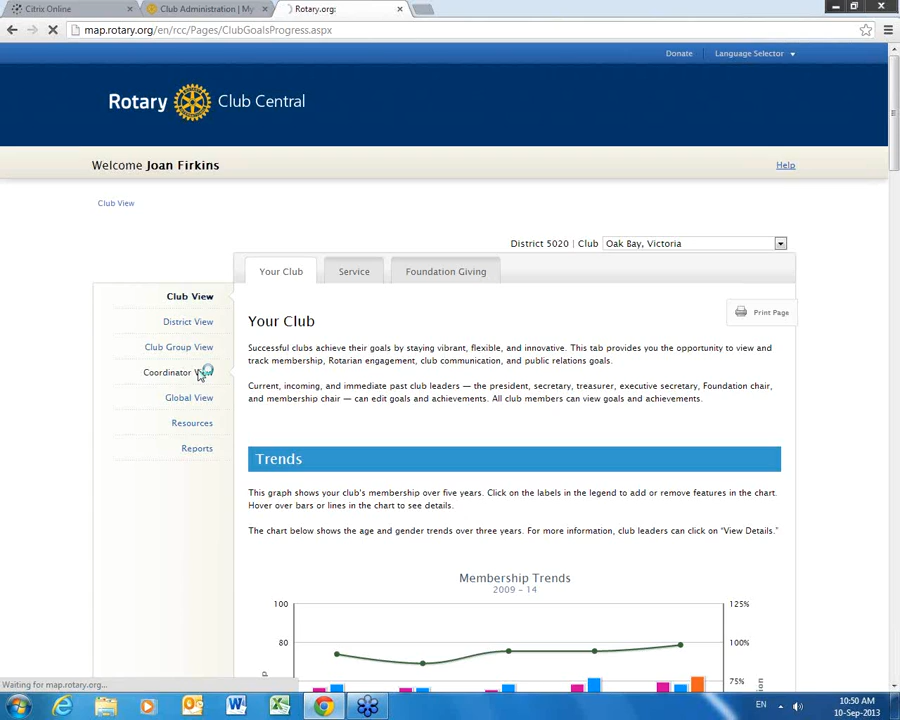 Citrix Online
Club Administration | My
Rotary.org:
map.rotary.org/en/rcc/Pages/ClubGoalsProgress.aspx
Donate
Language Selector
Rotary Club Central
Welcome Joan Firkins
Help
Club View
District 5020 | Club
Oak Bay, Victoria
Your Club
Service
Foundation Giving
Club View
District View
Club Group View
Coordinator View
Global View
Resources
Reports
Your Club
Print Page
Successful clubs achieve their goals by staying vibrant, flexible, and innovative. This tab provides you the opportunity to view and
track membership, Rotarian engagement, club communication, and public relations goals.
Current, incoming, and immediate past club leaders — the president, secretary, treasurer, executive secretary, Foundation chair,
and membership chair — can edit goals and achievements. All club members can view goals and achievements.
Trends
This graph shows your club's membership over five years. Click on the labels in the legend to add or remove features in the chart.
Hover over bars or lines in the chart to see details.
The chart below shows the age and gender trends over three years. For more information, club leaders can click on “View Details.”
Membership Trends
2009 – 14
100
125%
80
100%
75%
Waiting for map.rotary.org...
EN
10:50 AM
10-Sep-2013